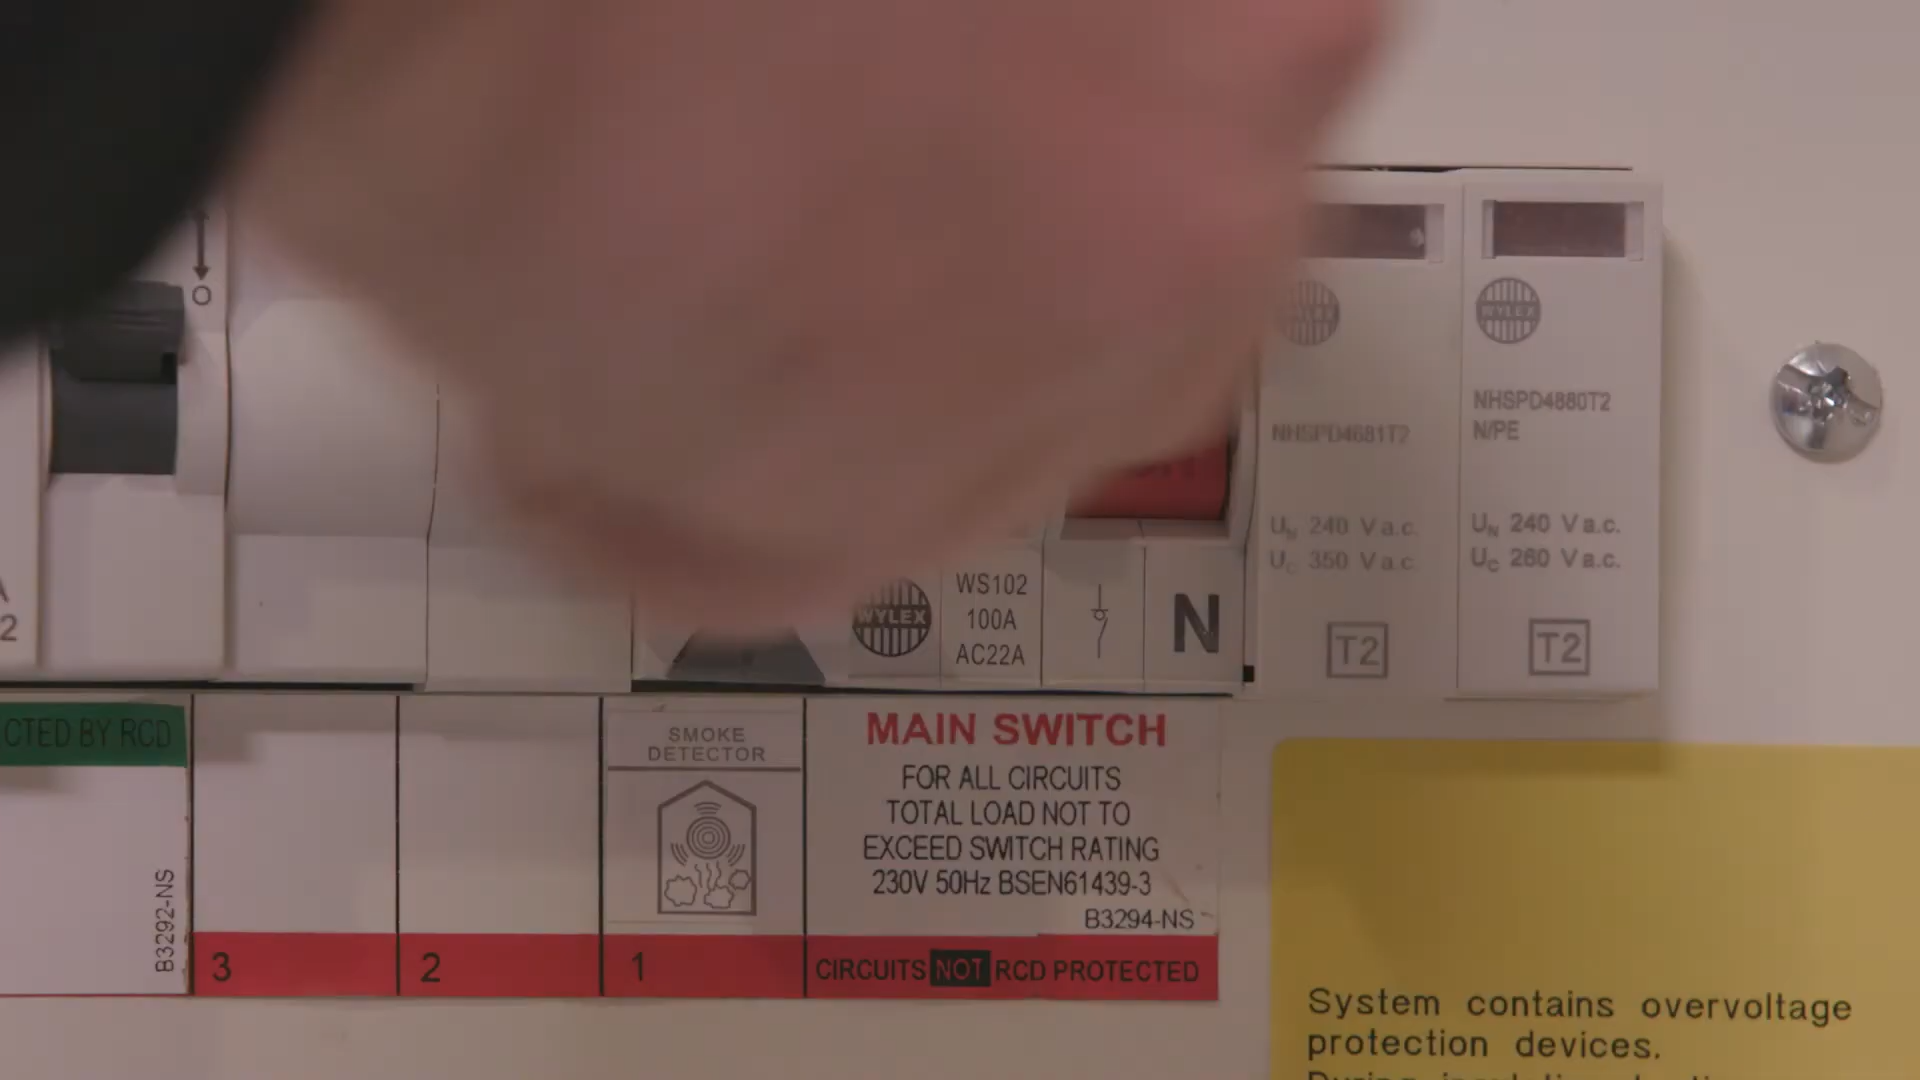 O
WYLEX
NHSPD4681T2
NHSPD4880T2
N/PE
UN 240 V a.c.
UC 350 V a.c.
UN 240 V a.c.
UC 260 V a.c.
T2
T2
2
WYLEX
WS102
100A
AC22A
N
CTED BY RCD
B3292-NS
3
2
SMOKE
DETECTOR
1
MAIN SWITCH
FOR ALL CIRCUITS
TOTAL LOAD NOT TO
EXCEED SWITCH RATING
230V 50Hz BSEN61439-3
B3294-NS
CIRCUITS NOT RCD PROTECTED
System contains overvoltage
protection devices.